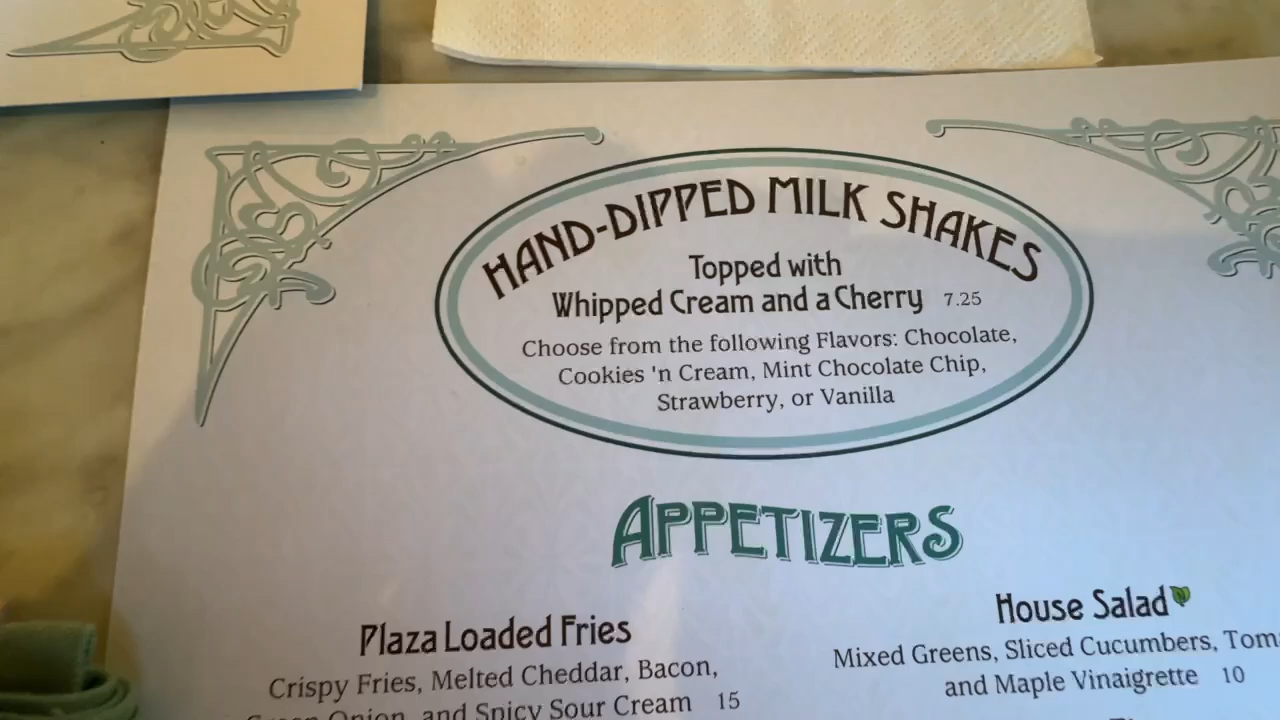 HAND-DIPPED MILK SHAKES
Topped with
Whipped Cream and a Cherry 7.25
Choose from the following Flavors: Chocolate,
Cookies 'n Cream, Mint Chocolate Chip,
Strawberry, or Vanilla
APPETIZERS
Plaza Loaded Fries
Crispy Fries, Melted Cheddar, Bacon,
Onion, and Spicy Sour Cream 15
House Salad
Mixed Greens, Sliced Cucumbers,
and Maple Vinaigrette 10